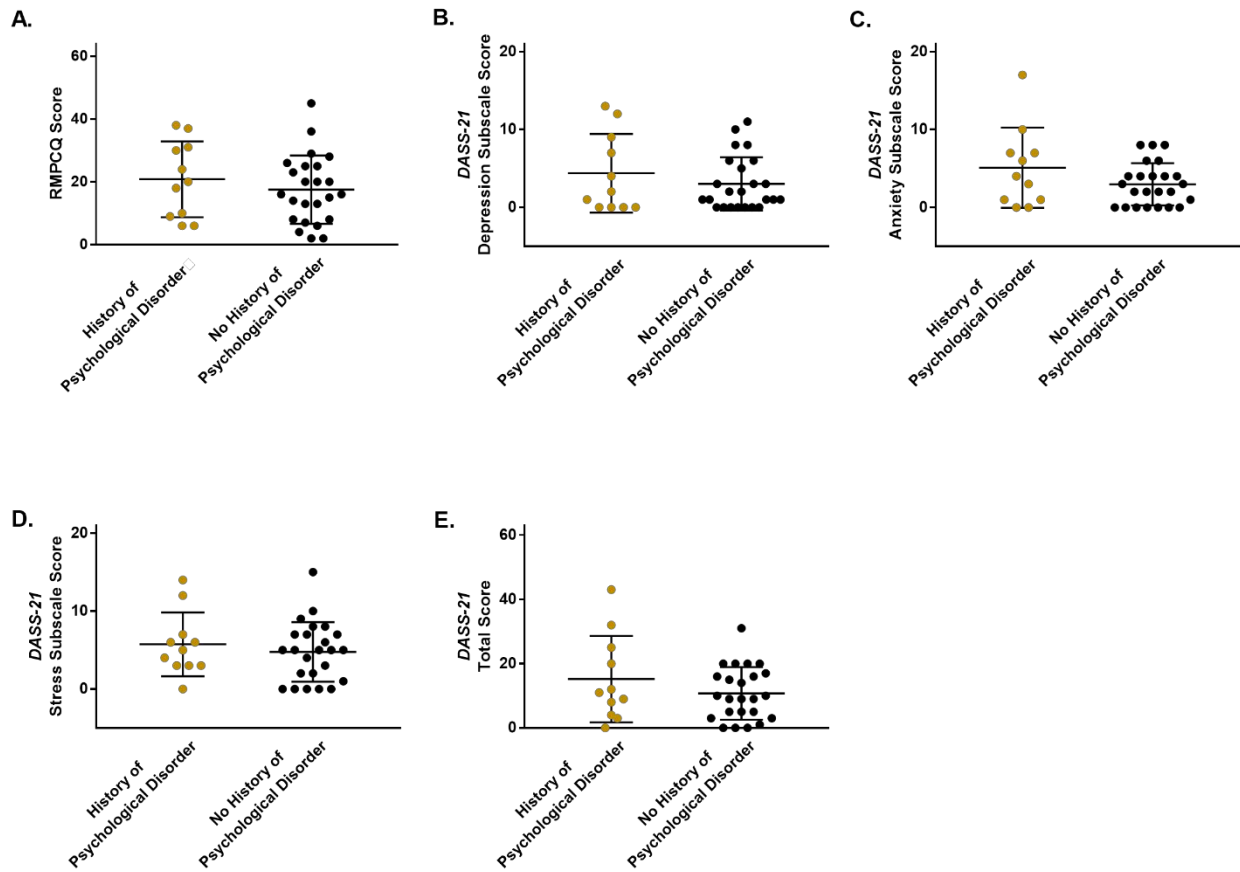 A.
RMPCQ Score
60
40
20
0
History of
Psychological Disorder
No History of
Psychological Disorder
B.
DASS-21
Depression Subscale Score
20
10
0
History of
Psychological Disorder
No History of
Psychological Disorder
C.
DASS-21
Anxiety Subscale Score
20
10
0
History of
Psychological Disorder
No History of
Psychological Disorder
D.
DASS-21
Stress Subscale Score
20
10
0
History of
Psychological Disorder
No History of
Psychological Disorder
E.
DASS-21
Total Score
60
40
20
0
History of
Psychological Disorder
No History of
Psychological Disorder